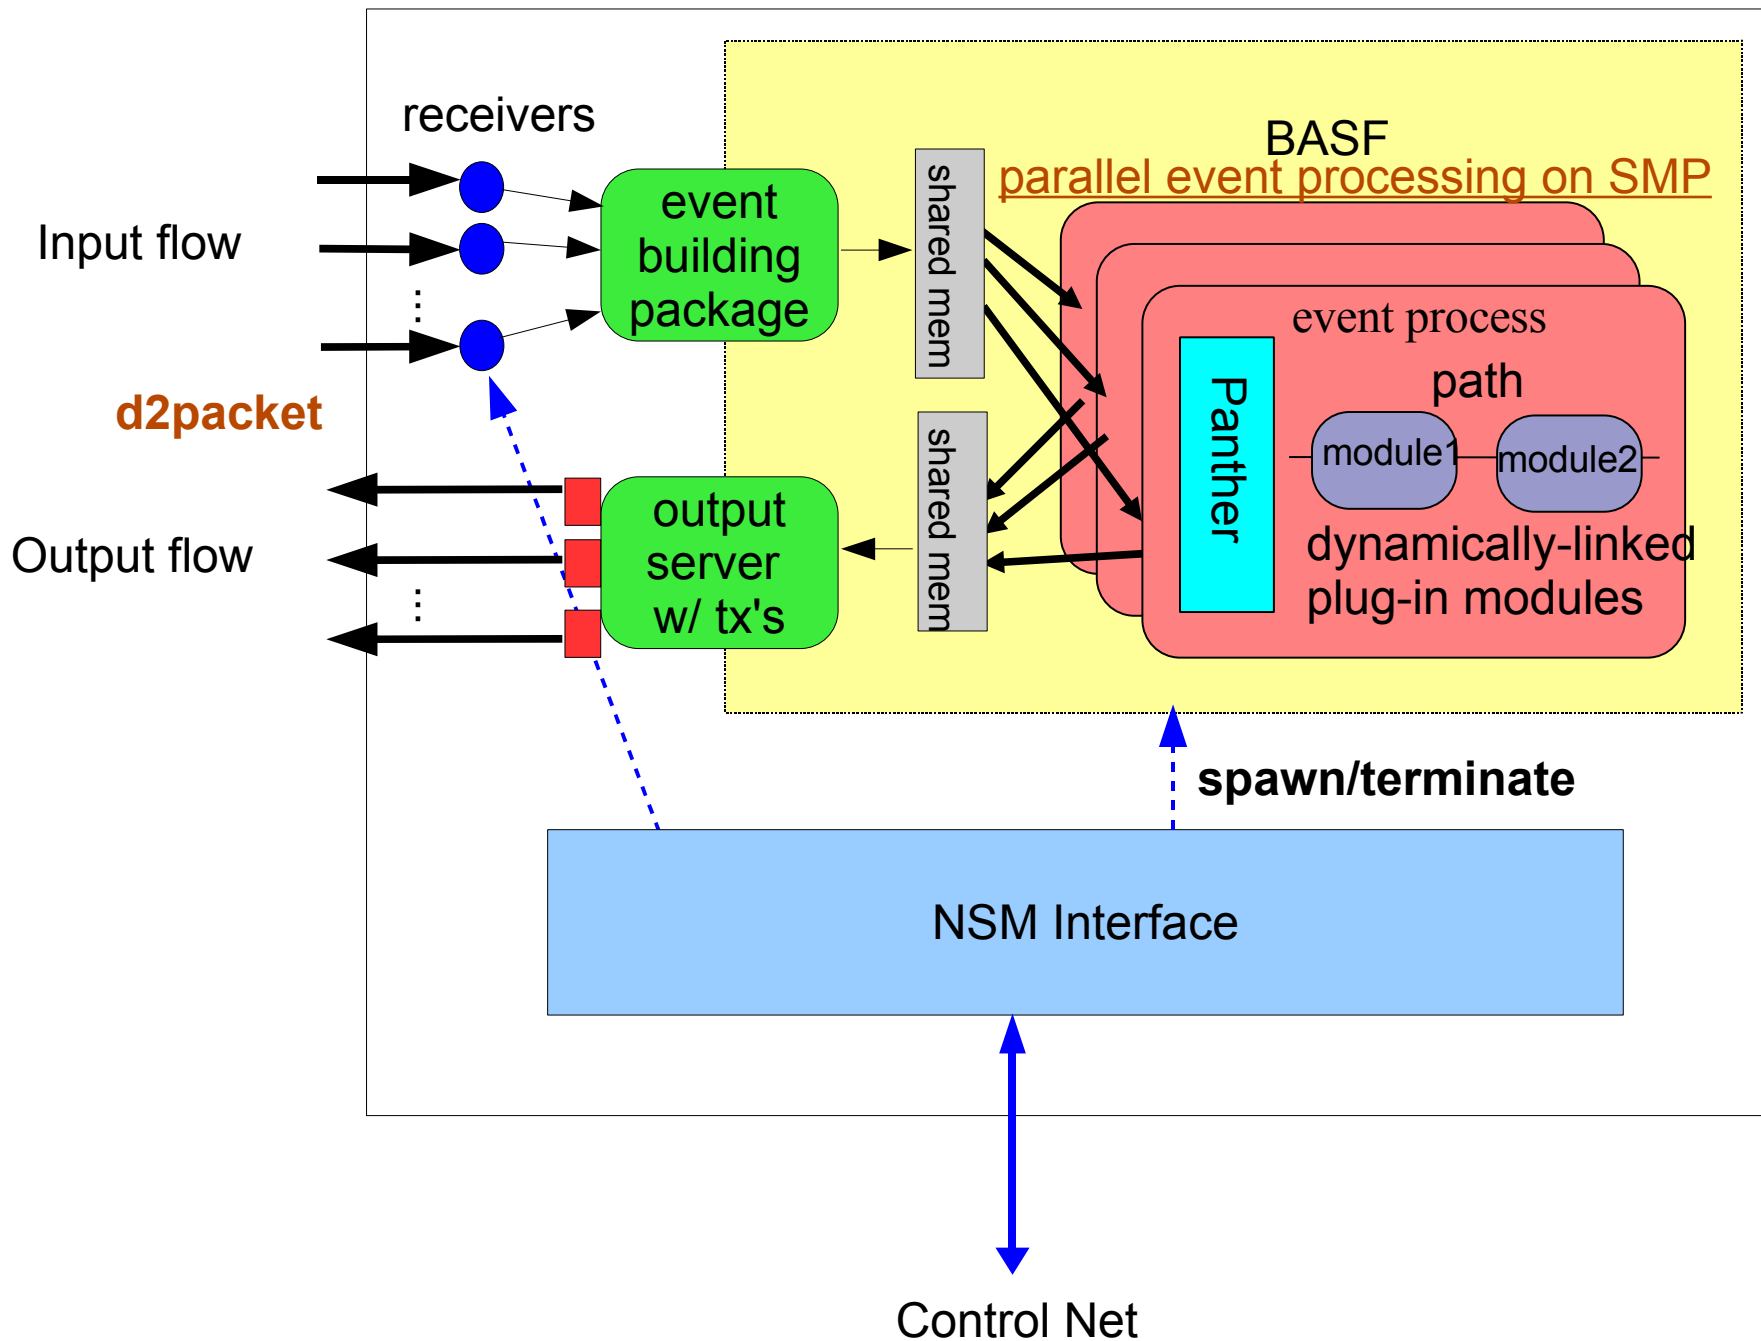 receivers
BASF
parallel event processing on SMP
Input flow
event
building
package
shared mem
event process
path
Panther
module1
module2
dynamically-linked
plug-in modules
d2packet
shared mem
Output flow
output
server
w/ tx's
⋮
⋮
spawn/terminate
NSM Interface
Control Net